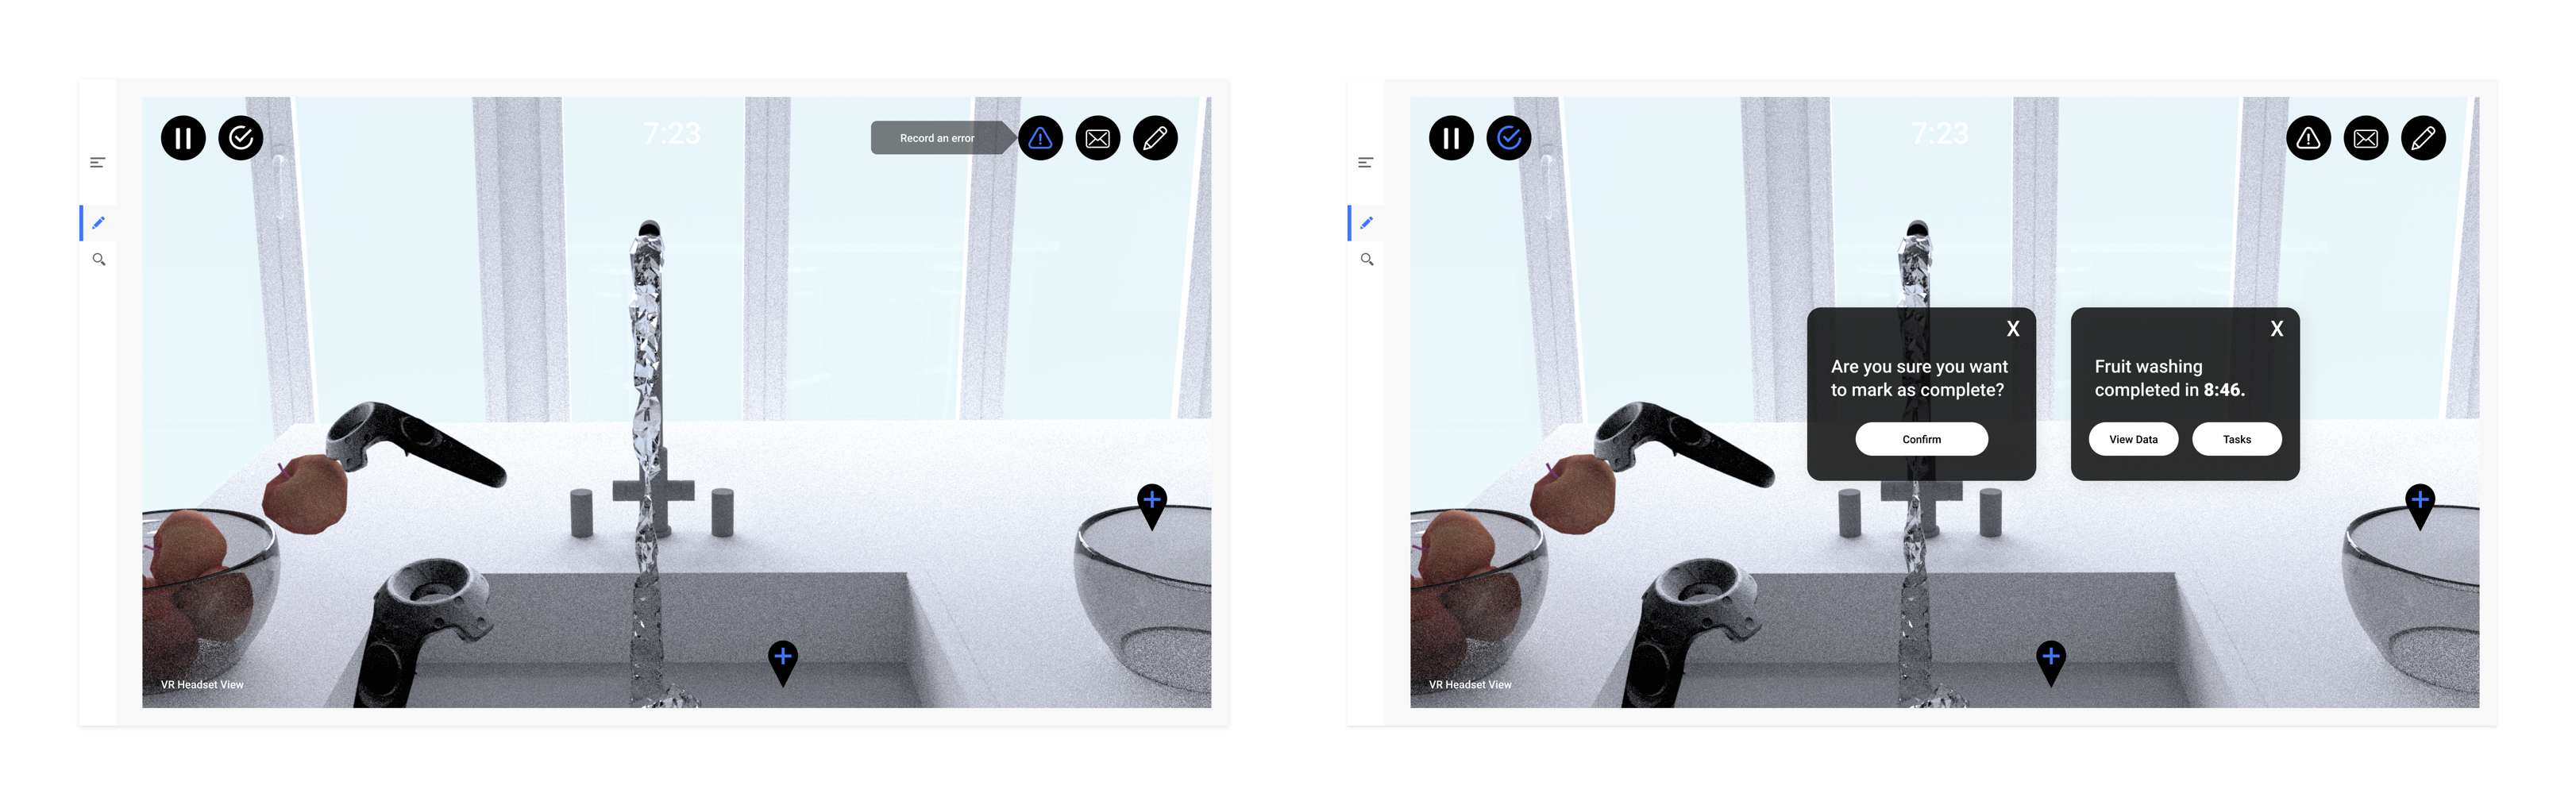 7:23
Record an error
VR Headset View
7:23
X
Are you sure you want
to mark as complete?
Confirm
X
Fruit washing
completed in 8:46.
View Data
Tasks
VR Headset View